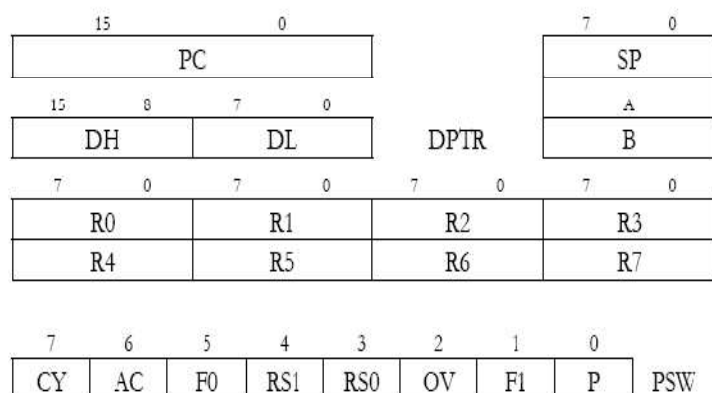 15 0 7 0
PC SP
15 8 7 0 A
DH DL DPTR B
7 0 7 0 7 0 7 0
R0 R1 R2 R3
R4 R5 R6 R7
7 6 5 4 3 2 1 0
CY AC F0 RS1 RS0 OV F1 P PSW